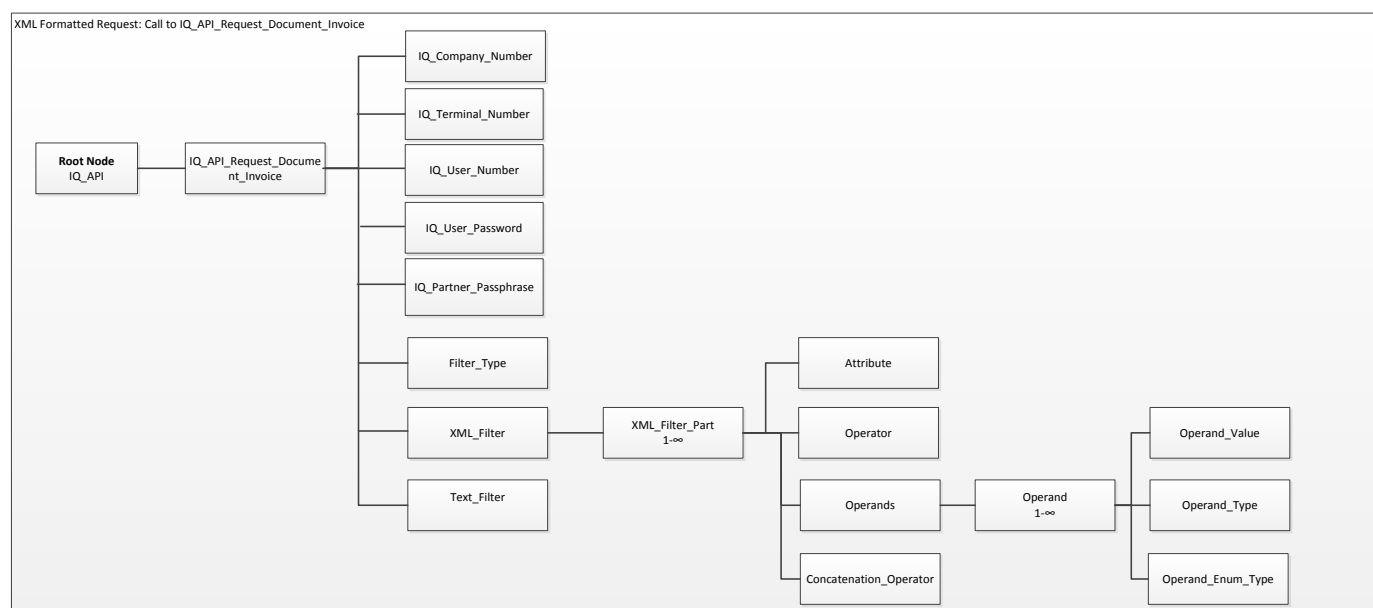 XML Formatted Request: Call to IQ_API_Request_Document_Invoice
IQ_Company_Number
IQ_Terminal_Number
Root Node
IQ_API
IQ_API_Request_Docume
nt_Invoice
IQ_User_Number
IQ_User_Password
IQ_Partner_Passphrase
Filter_Type
Attribute
XML_Filter
XML_Filter_Part
1-∞
Operator
Operand_Value
Text_Filter
Operands
Operand
1-∞
Operand_Type
Concatenation_Operator
Operand_Enum_Type